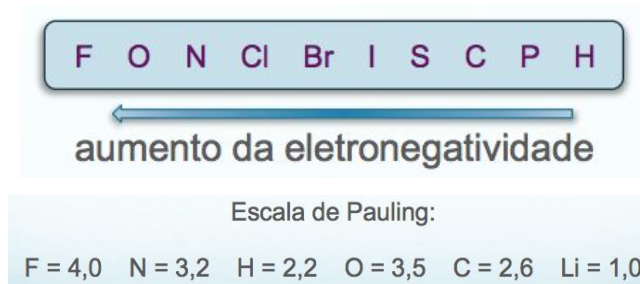 F O N Cl Br I S C P H
aumento da eletronegatividade
Escala de Pauling:
F = 4,0 N = 3,2 H = 2,2 O = 3,5 C = 2,6 Li = 1,0